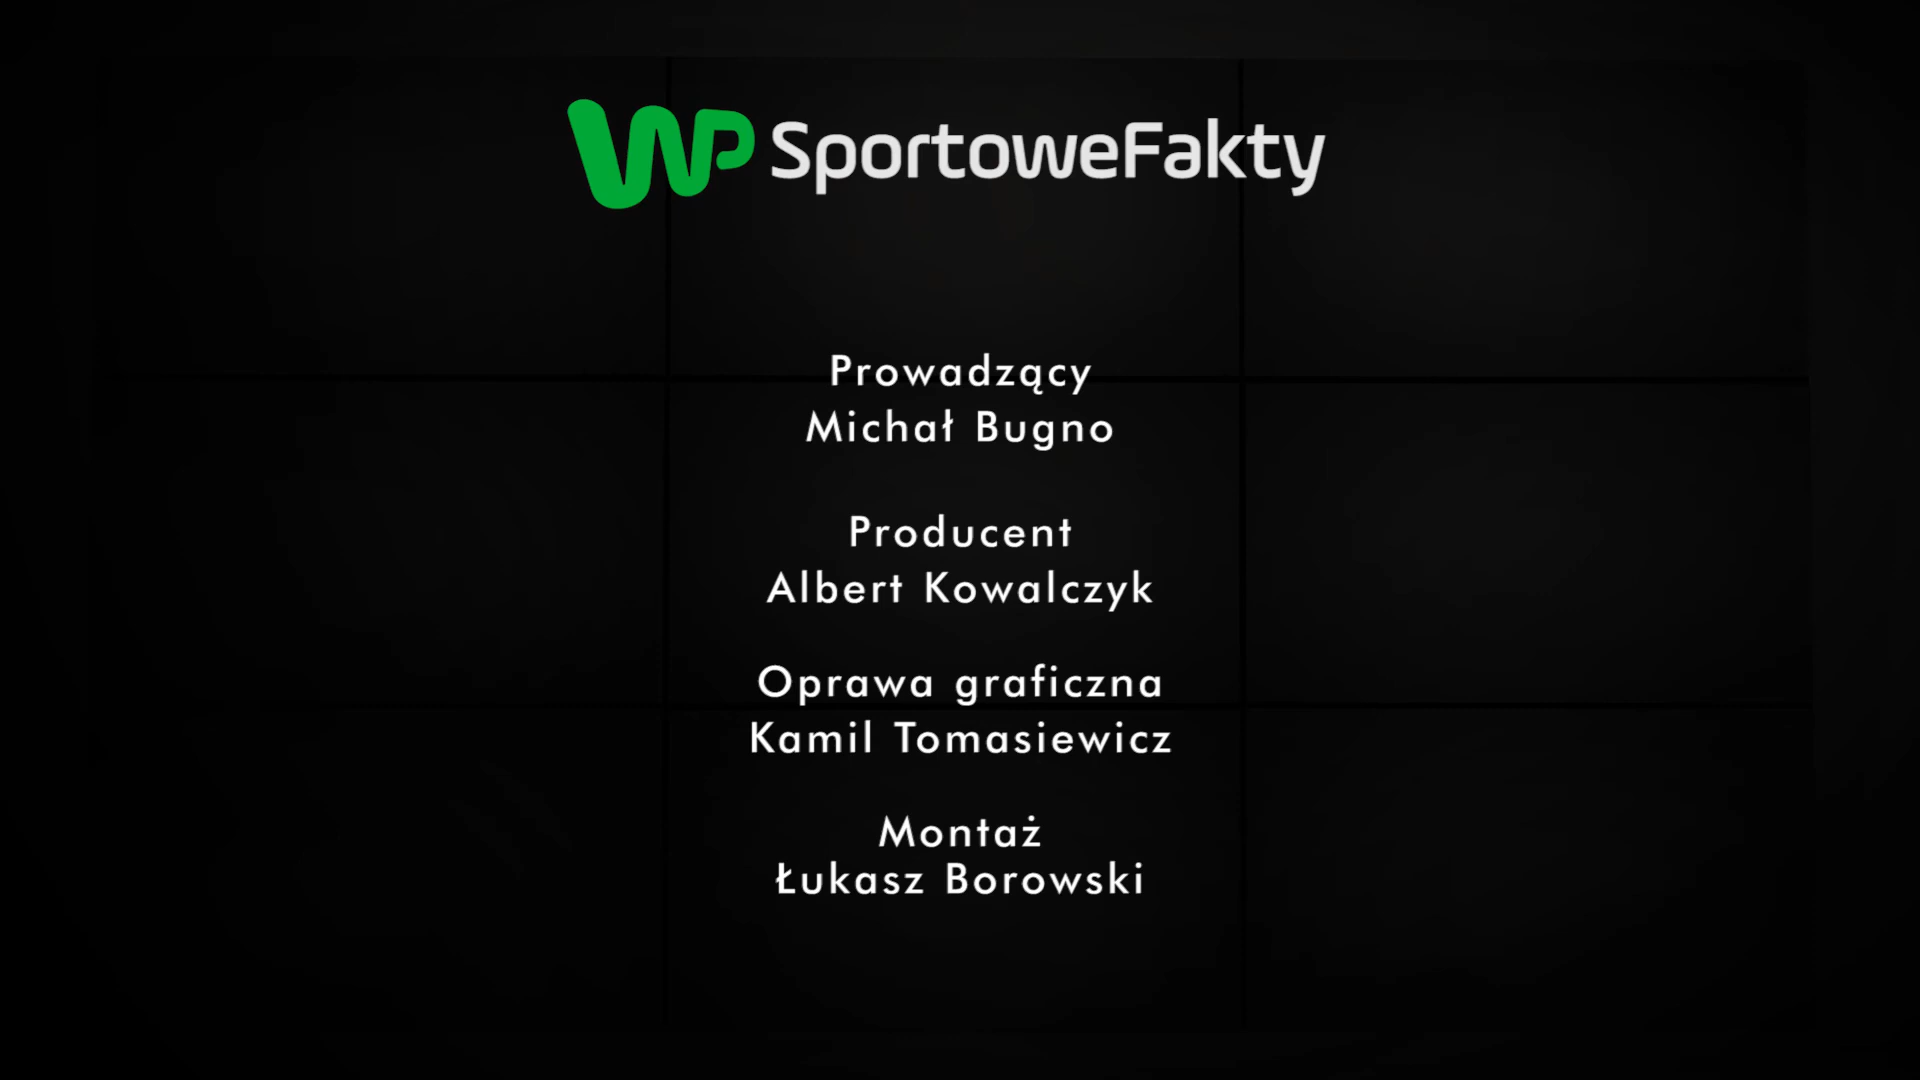 WP SportoweFakty
Prowadzący
Michał Bugno
Producent
Albert Kowalczyk
Oprawa graficzna
Kamil Tomasiewicz
Montaż
Łukasz Borowski